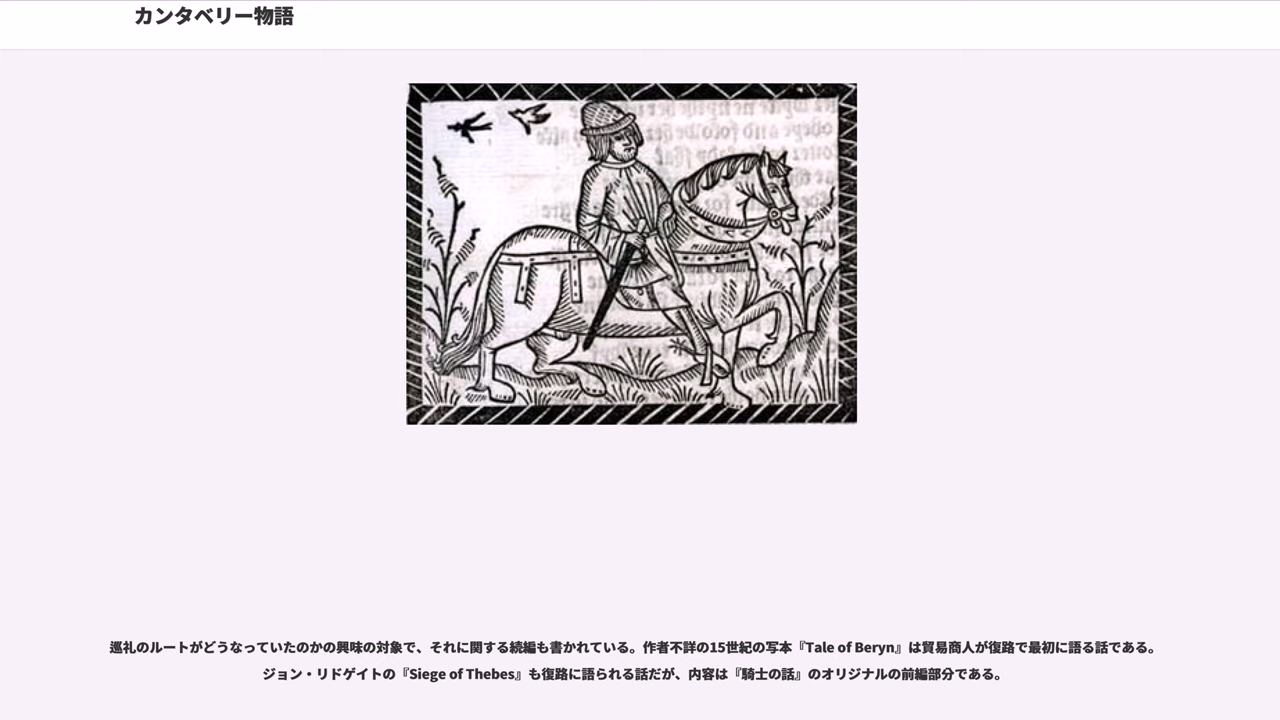 カンタベリー物語
巡礼のルートがどうなっていたのかの興味の対象で、それに関する続編も書かれている。作者不詳の15世紀の写本『Tale of Beryn』は貿易商人が復路で最初に語る話である。
ジョン・リドゲイトの『Siege of Thebes』も復路に語られる話だが、内容は『騎士の話』のオリジナルの前編部分である。